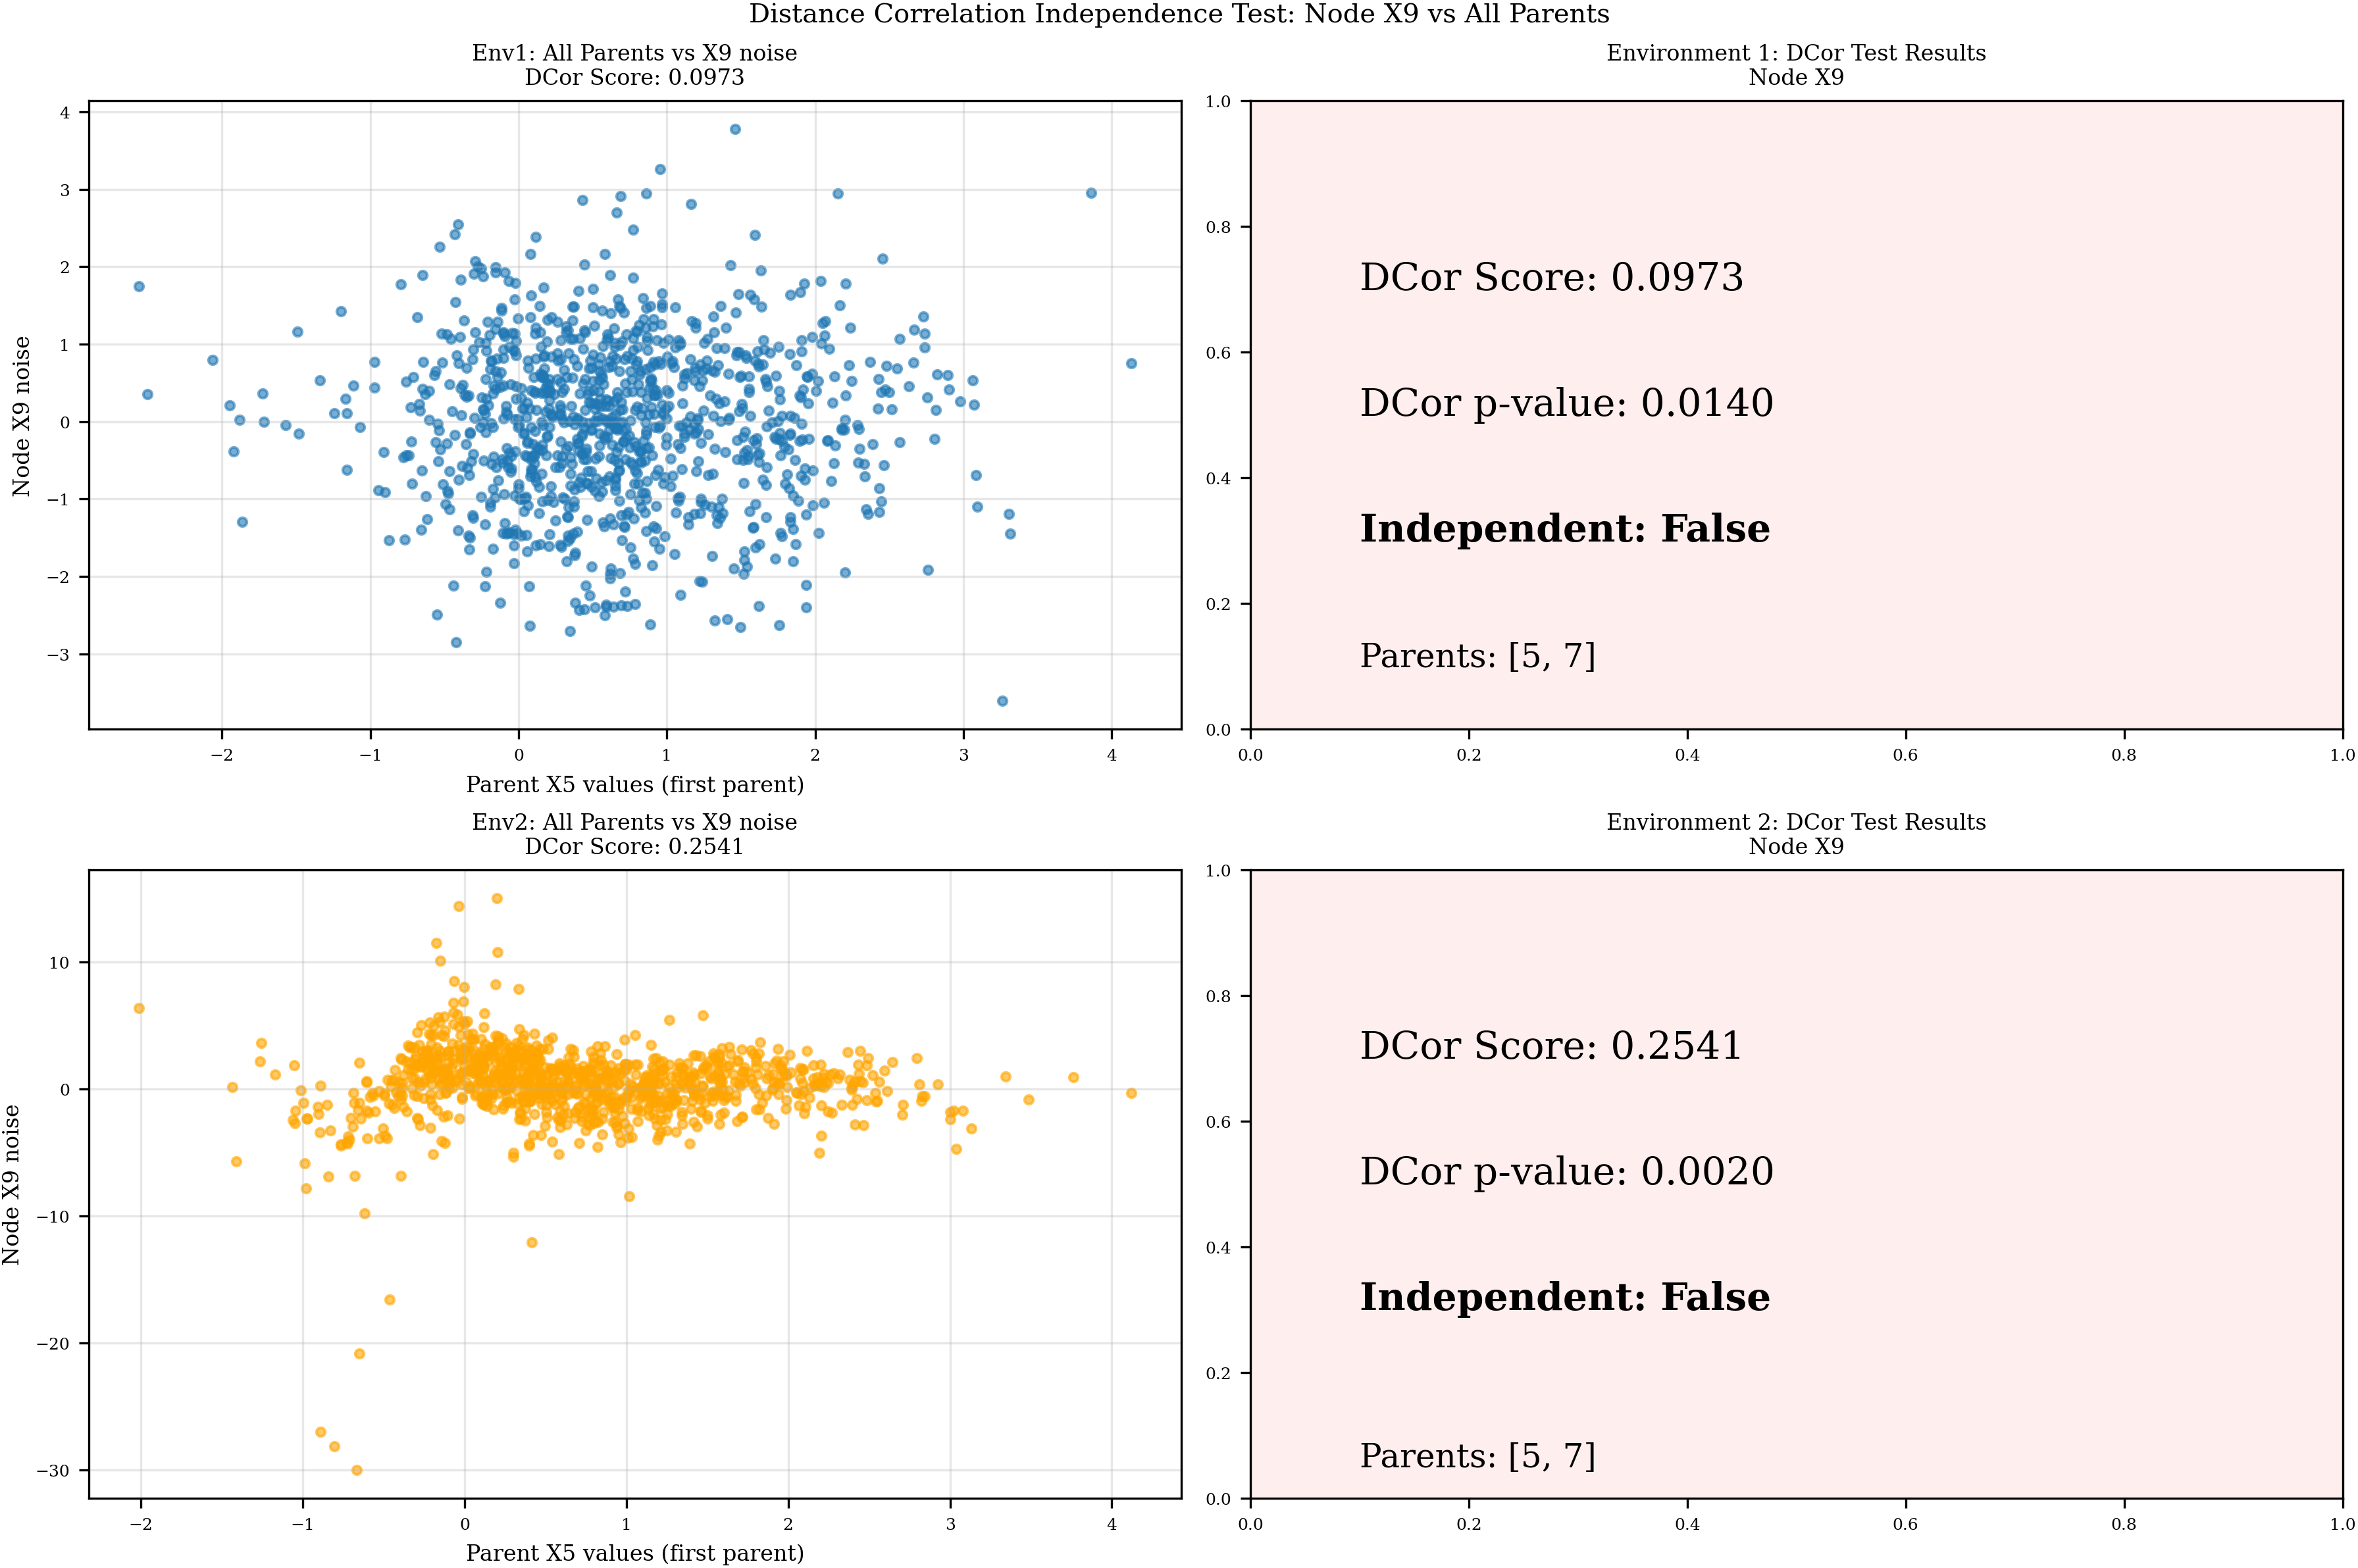 Distance Correlation Independence Test: Node X9 vs All Parents
Env1: All Parents vs X9 noise
DCor Score: 0.0973
4
3
2
1
0
−1
−2
−3
Node X9 noise
−2
−1
0
1
2
3
4
Parent X5 values (first parent)
Environment 1: DCor Test Results
Node X9
1.0
0.8
0.6
0.4
0.2
0.0
DCor Score: 0.0973
DCor p-value: 0.0140
Independent: False
Parents: [5, 7]
0.0
0.2
0.4
0.6
0.8
1.0
Env2: All Parents vs X9 noise
DCor Score: 0.2541
10
0
−10
−20
−30
Node X9 noise
−2
−1
0
1
2
3
4
Parent X5 values (first parent)
Environment 2: DCor Test Results
Node X9
1.0
0.8
0.6
0.4
0.2
0.0
DCor Score: 0.2541
DCor p-value: 0.0020
Independent: False
Parents: [5, 7]
0.0
0.2
0.4
0.6
0.8
1.0